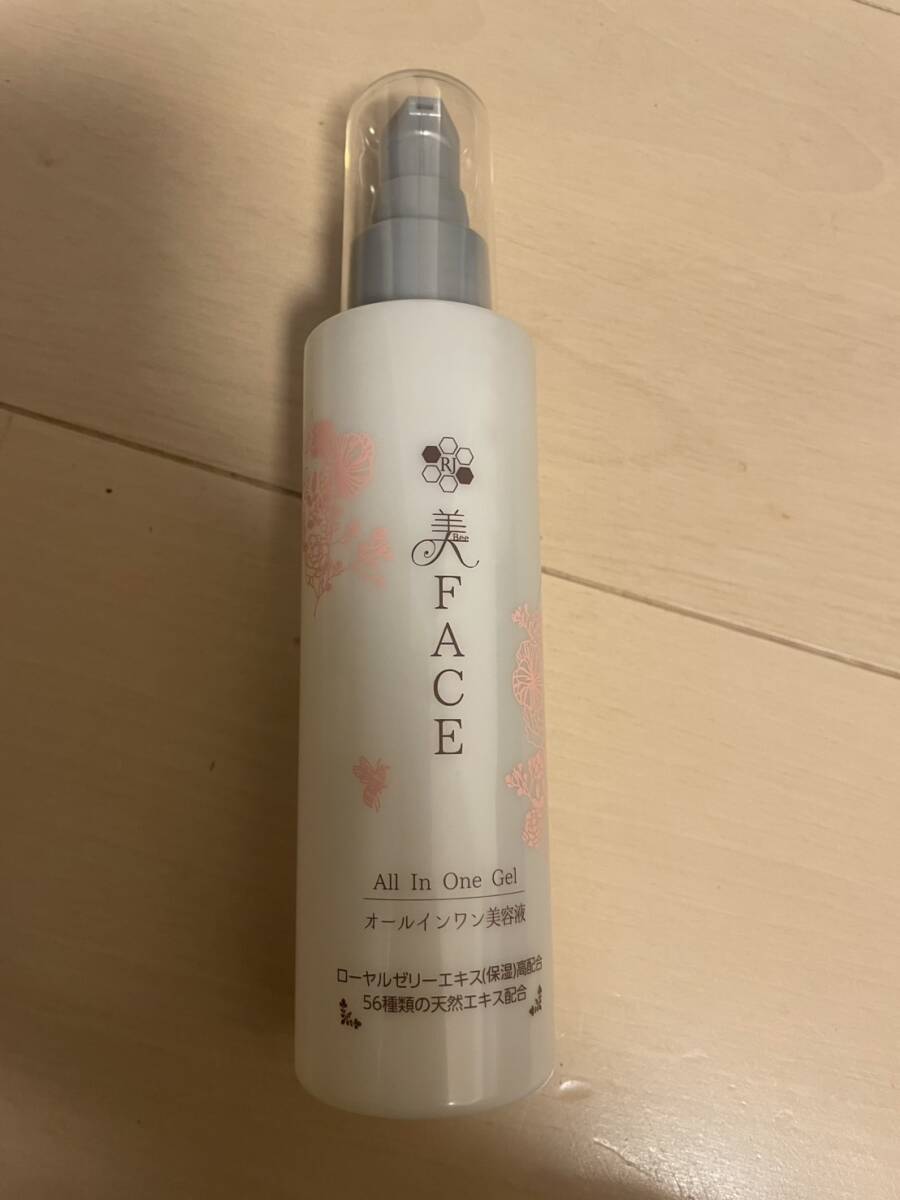 RJ
美
Bee
FACE
All In One Gel
オールインワン美容液
ローヤルゼリーエキス(保湿)高配合
56種類の天然エキス配合